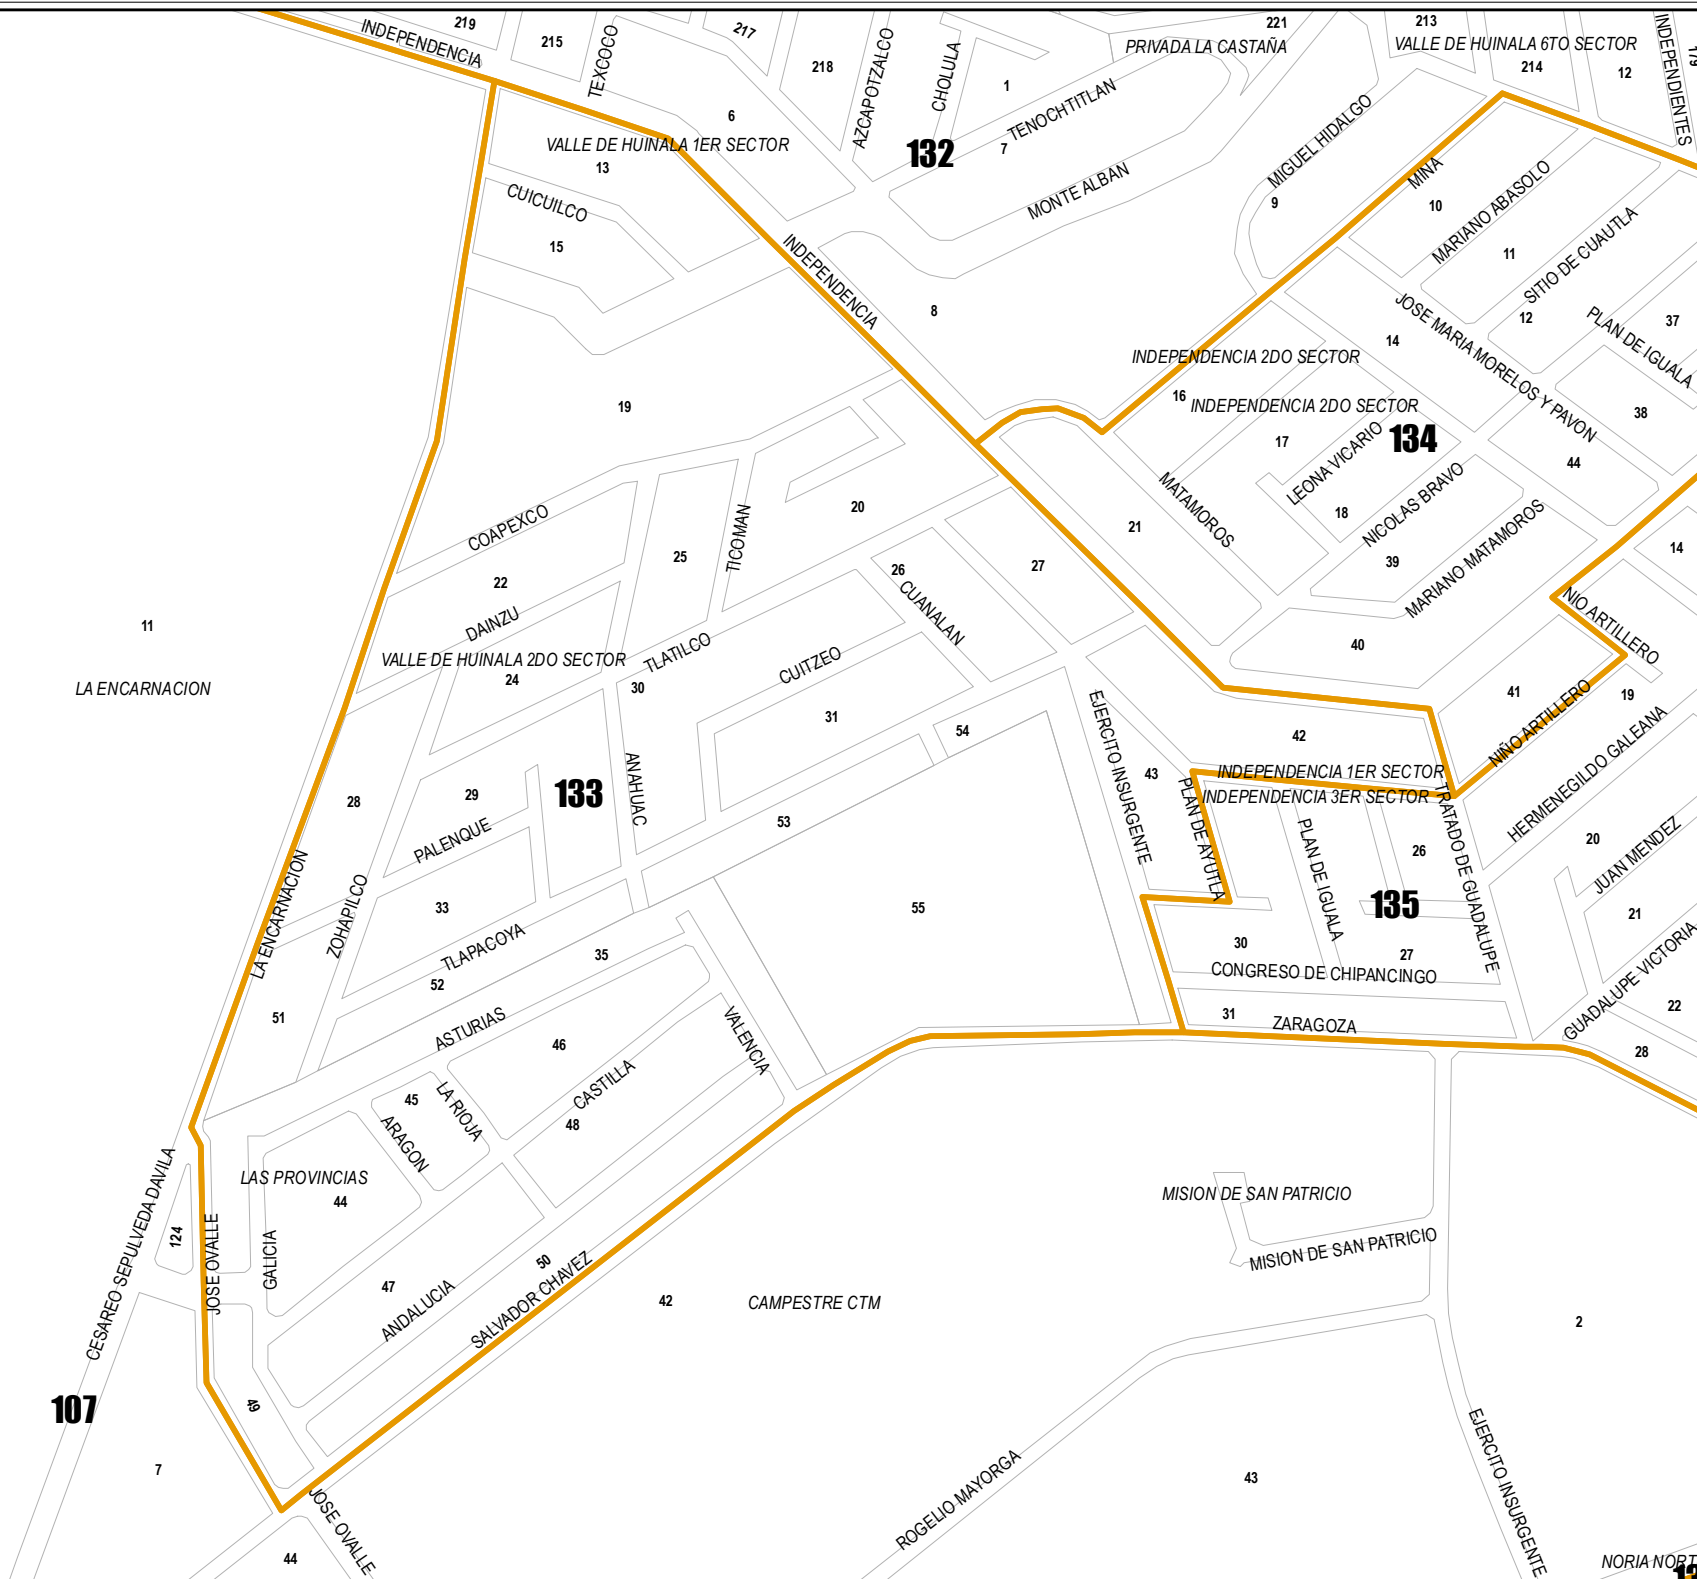 219
INDEPENDENCIA
215
TEXCOCO
217
218
AZCAPOTZALCO
CHOLULA
221
PRIVADA LA CASTAÑA
213
VALLE DE HUINALA 6TO SECTOR
214
12
INDEPENDIENTES
179
1
TENOCHTITLAN
7
132
6
VALLE DE HUINALA 1ER SECTOR
13
CUICUILCO
15
MONTE ALBAN
MIGUEL HIDALGO
9
MINA
10
MARIANO ABASOLO
11
SITIO DE CUAUTLA
12
PLAN DE IGUALA
37
INDEPENDENCIA
8
JOSE MARIA MORELOS Y PAVON
14
INDEPENDENCIA 2DO SECTOR
16
INDEPENDENCIA 2DO SECTOR
17
LEONA VICARIO
134
38
44
19
COAPEXCO
22
25
TICOMAN
20
MATAMOROS
21
18
NICOLAS BRAVO
39
MARIANO MATAMOROS
14
26
CUANALAN
27
11
LA ENCARNACION
DAINZU
VALLE DE HUINALA 2DO SECTOR
24
TLATILCO
30
CUITZEO
31
54
40
NIO ARTILLERO
41
19
NIÑO ARTILLERO
HERMENEGILDO GALEANA
42
EJERCITO INSURGENTE
43
INDEPENDENCIA 1ER SECTOR
INDEPENDENCIA 3ER SECTOR
PLAN DE AYUTLA
PLAN DE IGUALA
TRATADO DE GUADALUPE
26
20
JUAN MENDEZ
28
29
133
ANAHUAC
53
PALENQUE
LA ENCARNACION
ZOHAPILCO
33
TLAPACOYA
35
52
55
135
30
27
CONGRESO DE CHIPANCINGO
21
GUADALUPE VICTORIA
22
31
ZARAGOZA
28
51
ASTURIAS
46
VALENCIA
CASTILLA
48
45
LA RIOJA
ARAGON
LAS PROVINCIAS
44
CESAREO SEPULVEDA DAVILA
124
JOSE OVALLE
GALICIA
47
ANDALUCIA
50
SALVADOR CHAVEZ
42
CAMPESTRE CTM
MISION DE SAN PATRICIO
MISION DE SAN PATRICIO
2
107
49
7
JOSE OVALLE
44
ROGELIO MAYORGA
43
EJERCITO INSURGENTE